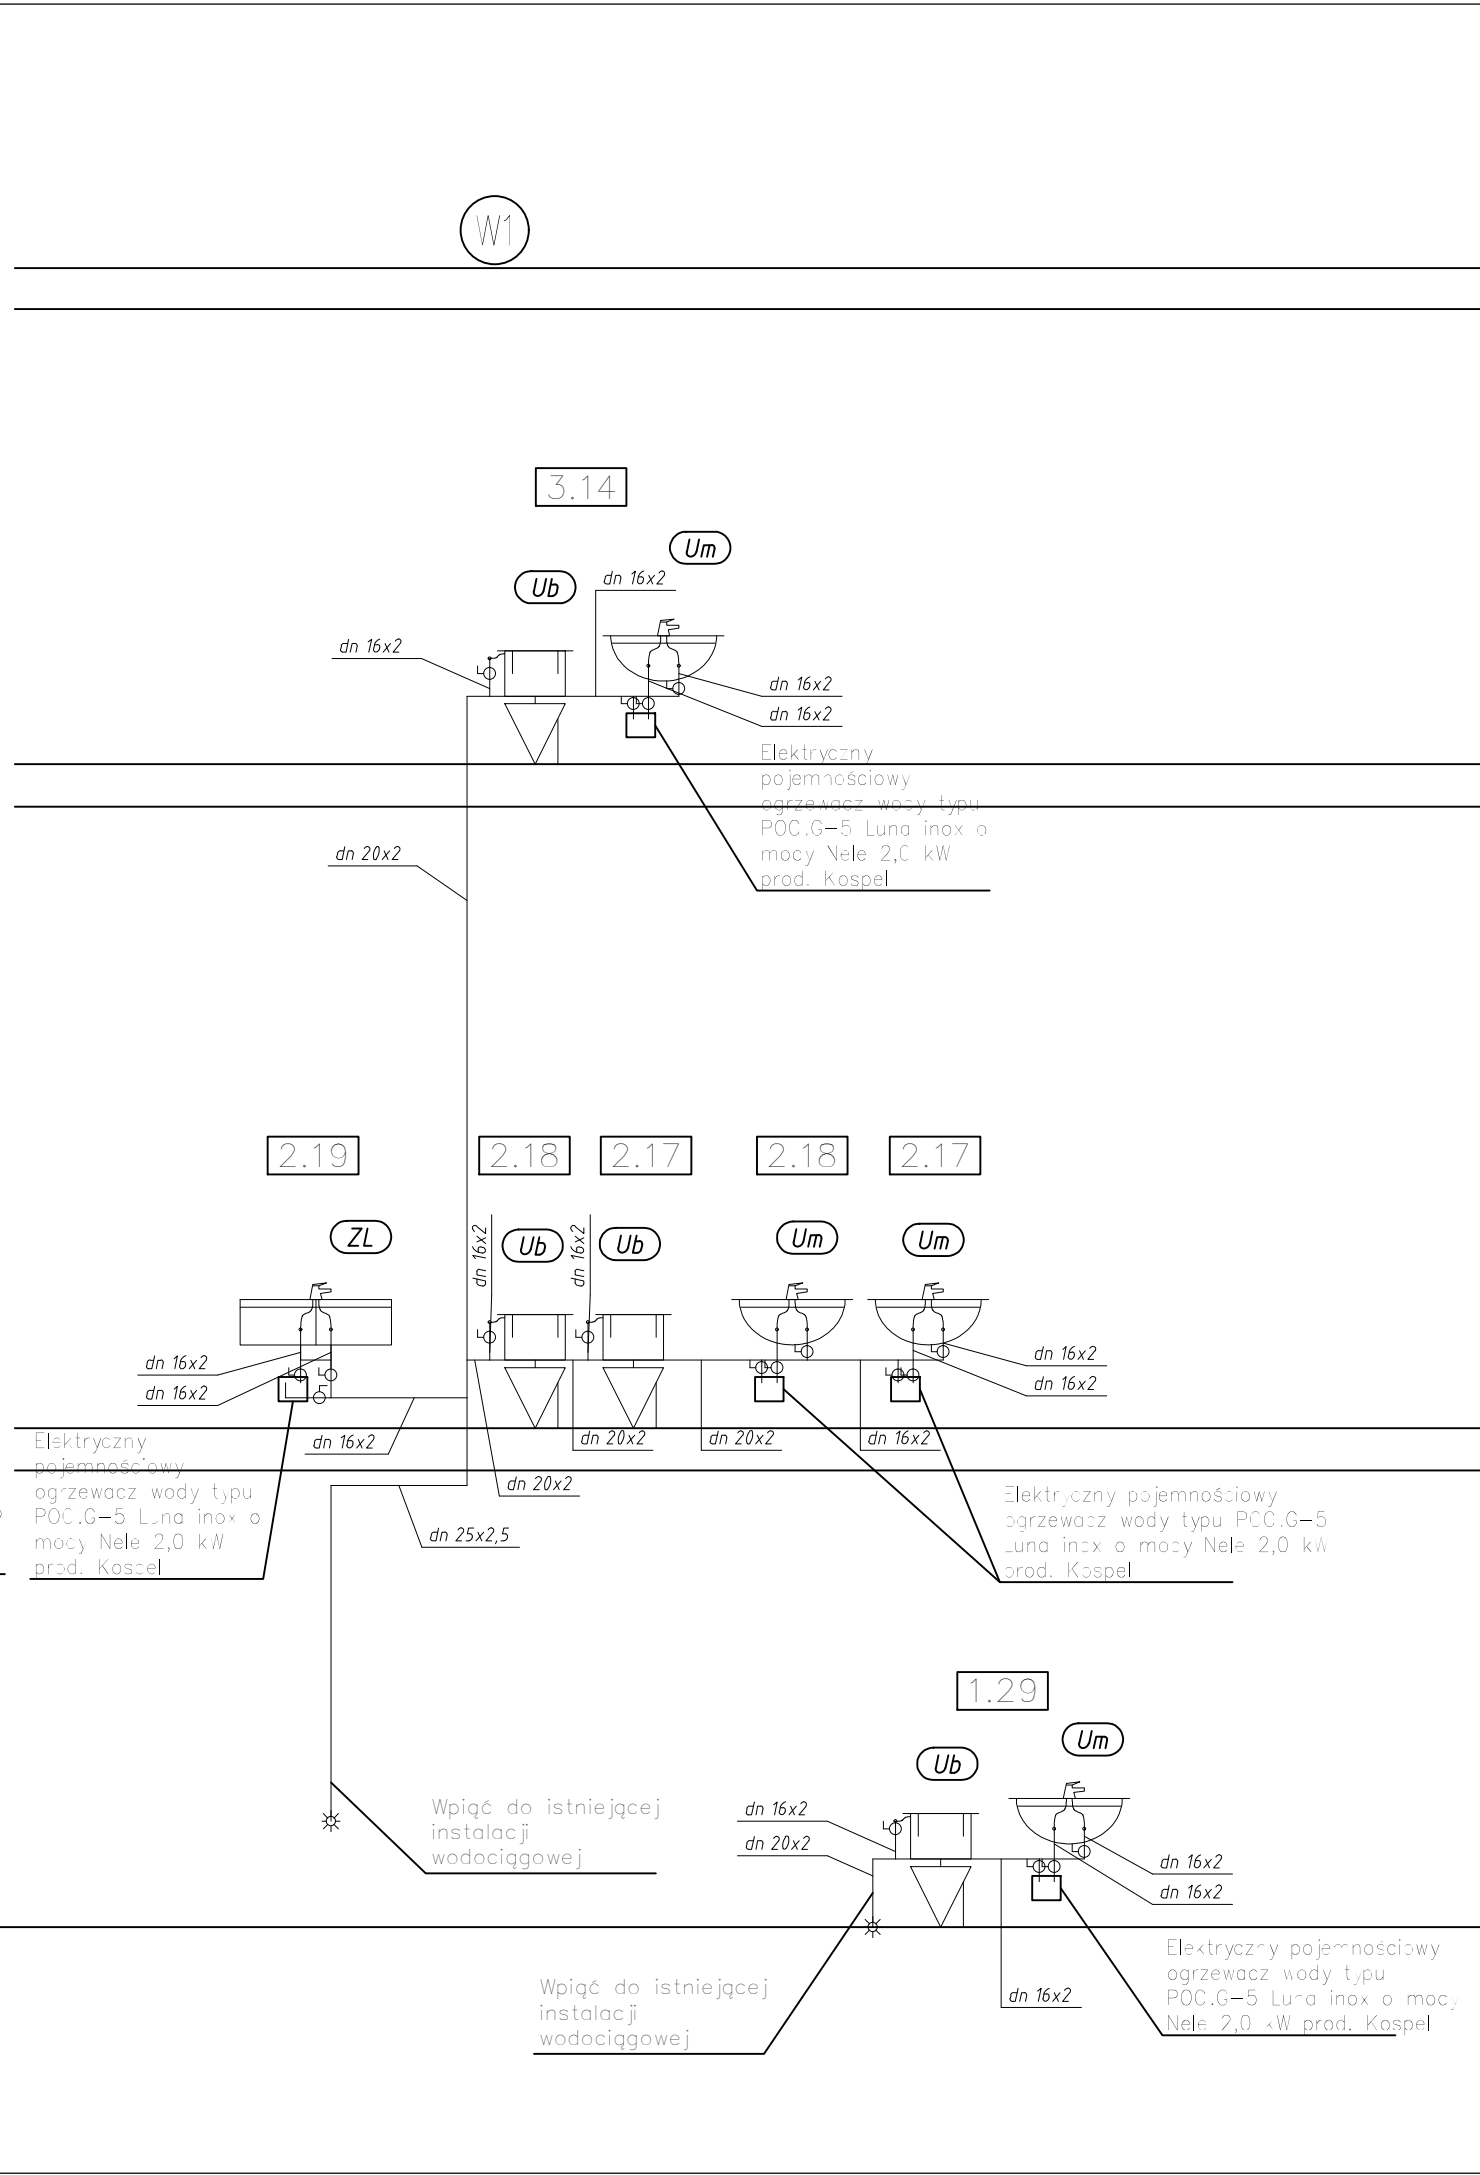 W1
3.14
Um
Ub
dn 16x2
dn 16x2
dn 16x2
dn 16x2
Elektryczny
pojemnościowy
ogrzewacz wody typu
POC.G-5 Luna inox o
mocy Nele 2,0 kW
prod. Kospel
dn 20x2
2.19
2.18
2.17
2.18
2.17
ZL
Ub
Ub
Um
Um
dn 16x2
dn 16x2
dn 16x2
dn 16x2
dn 16x2
dn 16x2
dn 16x2
dn 20x2
dn 20x2
dn 16x2
dn 20x2
dn 25x2,5
Elektryczny
pojemnościowy
ogrzewacz wody typu
POC.G-5 Luna inox o
mocy Nele 2,0 kW
prod. Kospel
Elektryczny pojemnościowy
ogrzewacz wody typu POC.G-5
Luna inox o mocy Nele 2,0 kW
prod. Kospel
1.29
Um
Ub
Wpiąć do istniejącej
instalacji
wodociągowej
dn 16x2
dn 20x2
dn 16x2
dn 16x2
dn 16x2
Elektryczny pojemnościowy
ogrzewacz wody typu
POC.G-5 Luna inox o mocy
Nele 2,0 kW prod. Kospel
Wpiąć do istniejącej
instalacji
wodociągowej